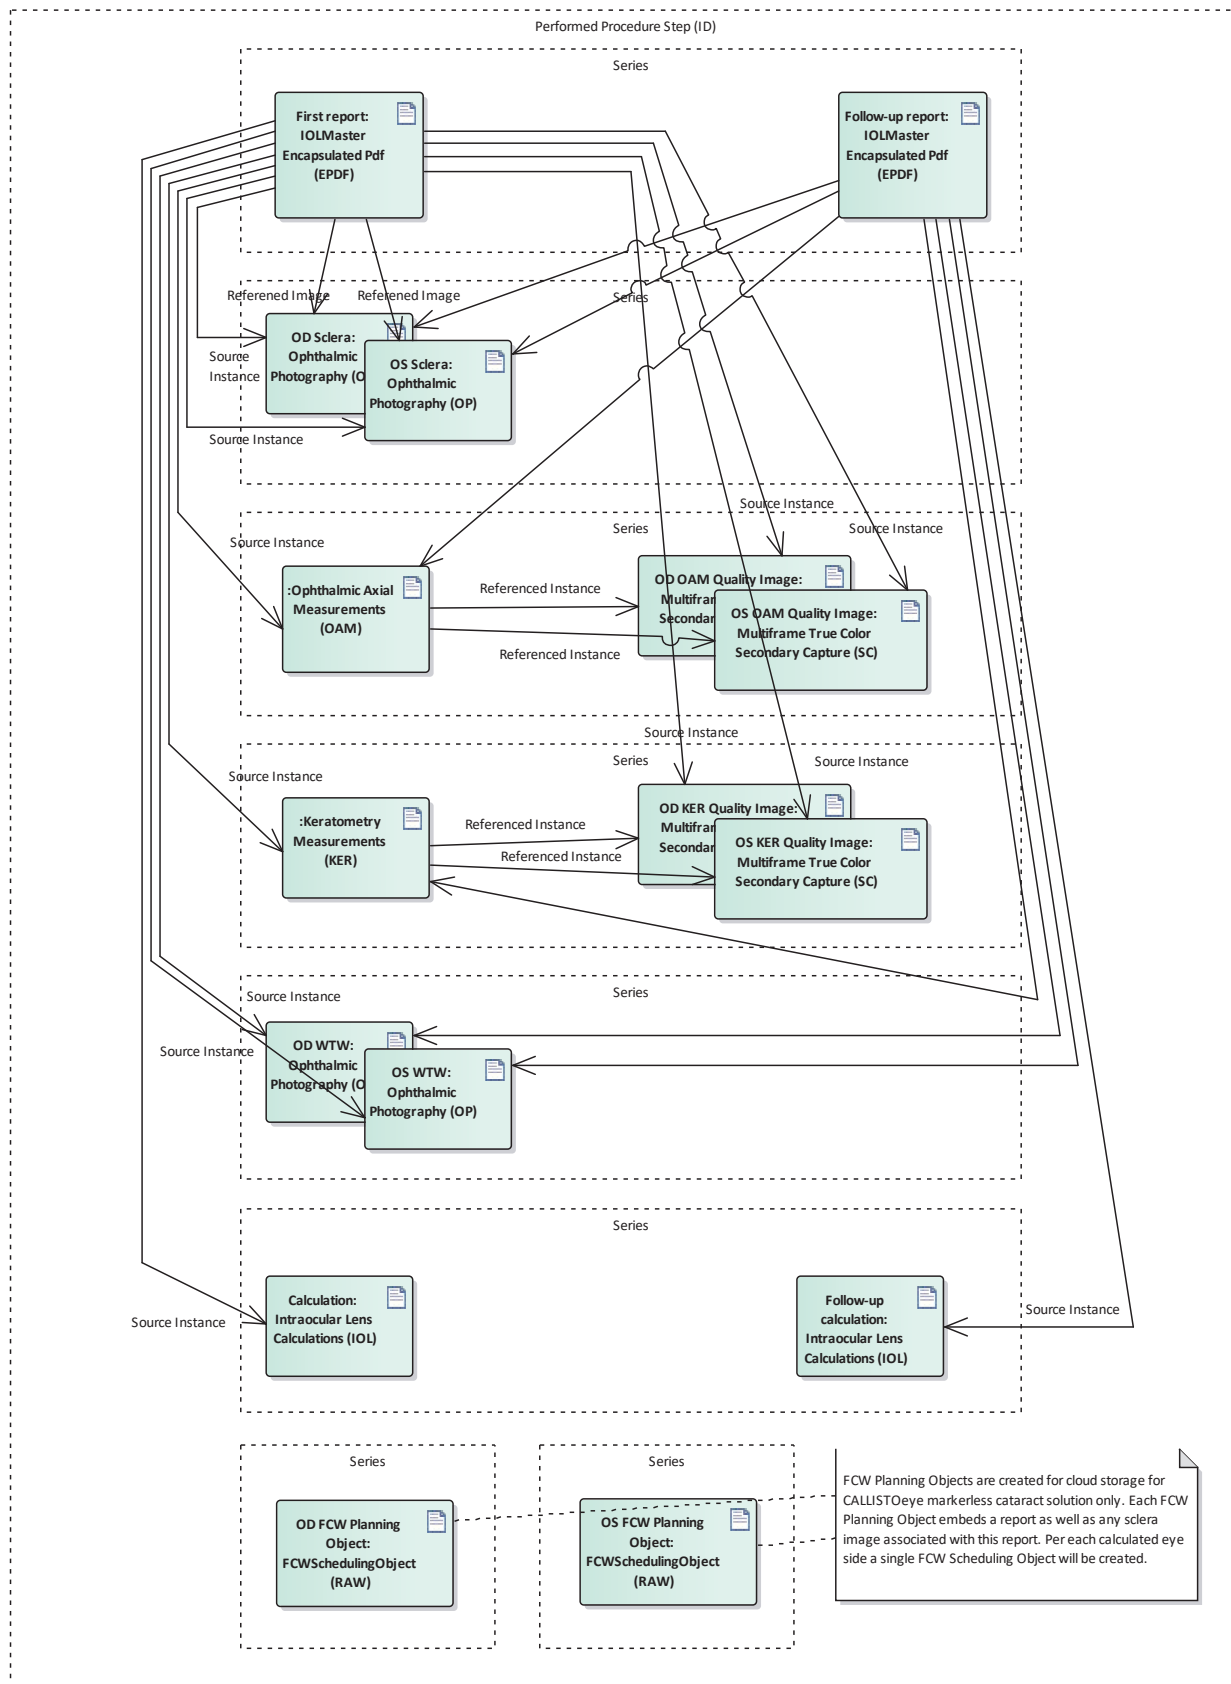 Performed Procedure Step (ID)
Series
First report:
IOLMaster
Encapsulated Pdf
(EPDF)
Follow-up report:
IOLMaster
Encapsulated Pdf
(EPDF)
Referened Image
Referened Image
Series
OD Sclera:
Ophthalmic
Photography (O
Source
Instance
OS Sclera:
Ophthalmic
Photography (OP)
Source Instance
Source Instance
Source Instance
Series
Source Instance
:Ophthalmic Axial
Measurements
(OAM)
Referenced Instance
Referenced Instance
OD OAM Quality Image:
Multifram
Secondar
OS OAM Quality Image:
Multiframe True Color
Secondary Capture (SC)
Source Instance
Series
Source Instance
Source Instance
:Keratometry
Measurements
(KER)
Referenced Instance
Referenced Instance
OD KER Quality Image:
Multifram
Secondar
OS KER Quality Image:
Multiframe True Color
Secondary Capture (SC)
Series
Source Instance
Source Instance
OD WTW:
Ophthalmic
Photography (O
OS WTW:
Ophthalmic
Photography (OP)
Series
Calculation:
Intraocular Lens
Calculations (IOL)
Source Instance
Follow-up
calculation:
Intraocular Lens
Calculations (IOL)
Source Instance
Series
OD FCW Planning
Object:
FCWSchedulingObject
(RAW)
Series
OS FCW Planning
Object:
FCWSchedulingObject
(RAW)
FCW Planning Objects are created for cloud storage for
CALLISTOeye markerless cataract solution only. Each FCW
Planning Object embeds a report as well as any sclera
image associated with this report. Per each calculated eye
side a single FCW Scheduling Object will be created.